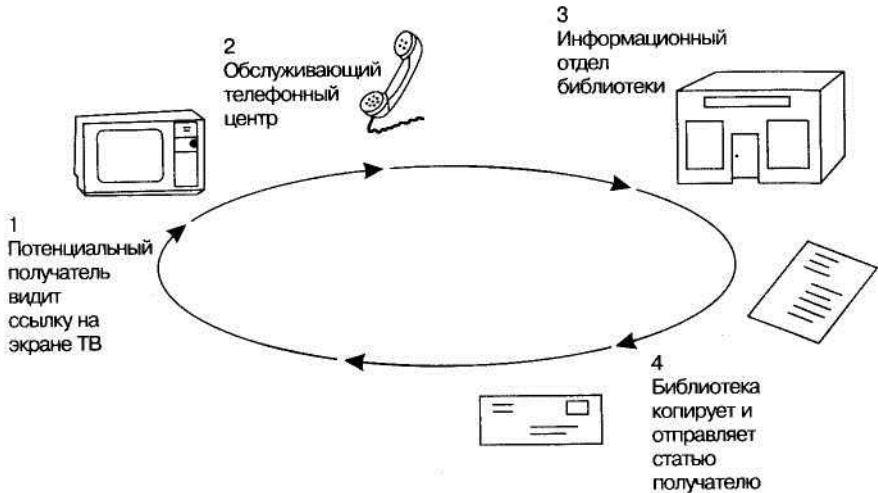 1
Потенциальный
получатель
видит
ссылку на
экране ТВ
2
Обслуживающий
телефонный
центр
3
Информационный
отдел
библиотеки
4
Библиотека
копирует и
отправляет
статью
получателю